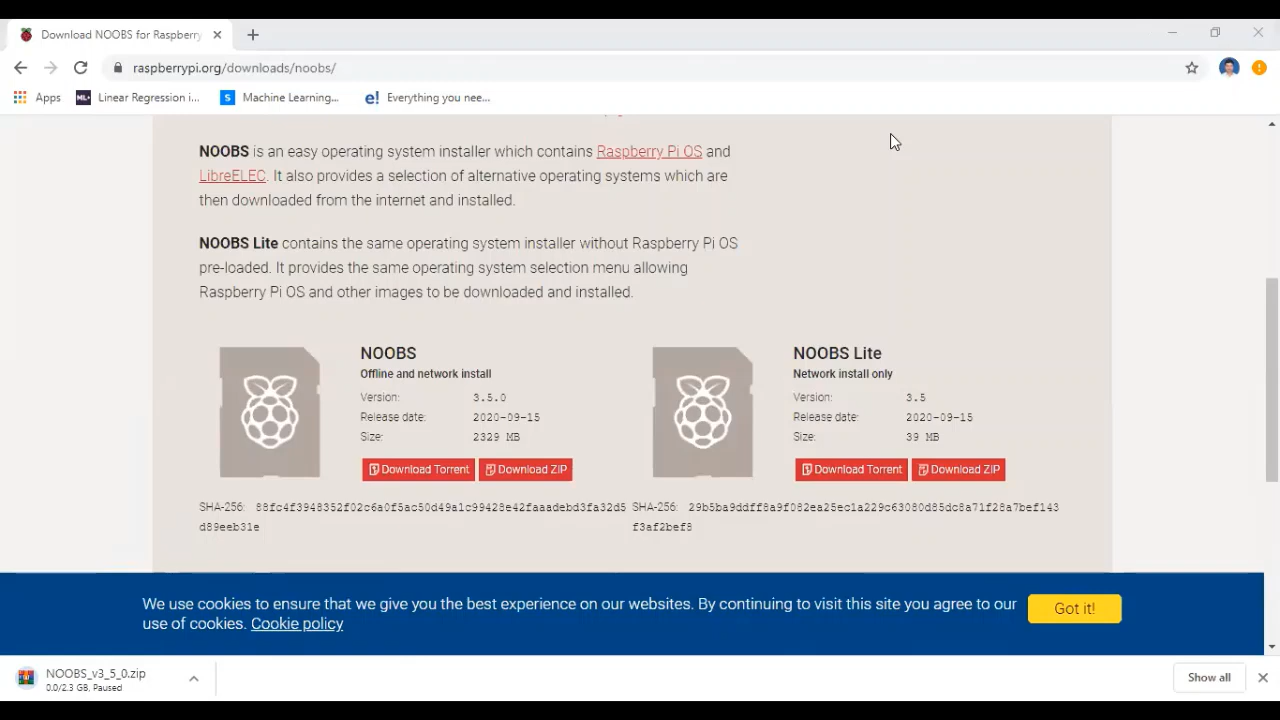 Download NOOBS for Raspberry
raspberrypi.org/downloads/noobs/
Apps
ML+
Linear Regression i...
S
Machine Learning...
e!
Everything you nee...
NOOBS is an easy operating system installer which contains Raspberry Pi OS and
LibreELEC. It also provides a selection of alternative operating systems which are
then downloaded from the internet and installed.
NOOBS Lite contains the same operating system installer without Raspberry Pi OS
pre-loaded. It provides the same operating system selection menu allowing
Raspberry Pi OS and other images to be downloaded and installed.
NOOBS
Offline and network install
Version: 3.5.0
Release date: 2020-09-15
Size: 2329 MB
Download Torrent
Download ZIP
SHA-256: 88fc4f3948352f02c6a0f5ac50d49a1c99428e42faaadebd3fa32d5
d89eeb31e
NOOBS Lite
Network install only
Version: 3.5
Release date: 2020-09-15
Size: 39 MB
Download Torrent
Download ZIP
SHA-256: 29b5ba9ddff8a9f082ea25ec1a229c63080d85dc8a71f28a7bef143
f3af2bef8
We use cookies to ensure that we give you the best experience on our websites. By continuing to visit this site you agree to our
use of cookies. Cookie policy
Got it!
NOOBS_v3_5_0.zip
0.0/2.3 GB, Paused
Show all